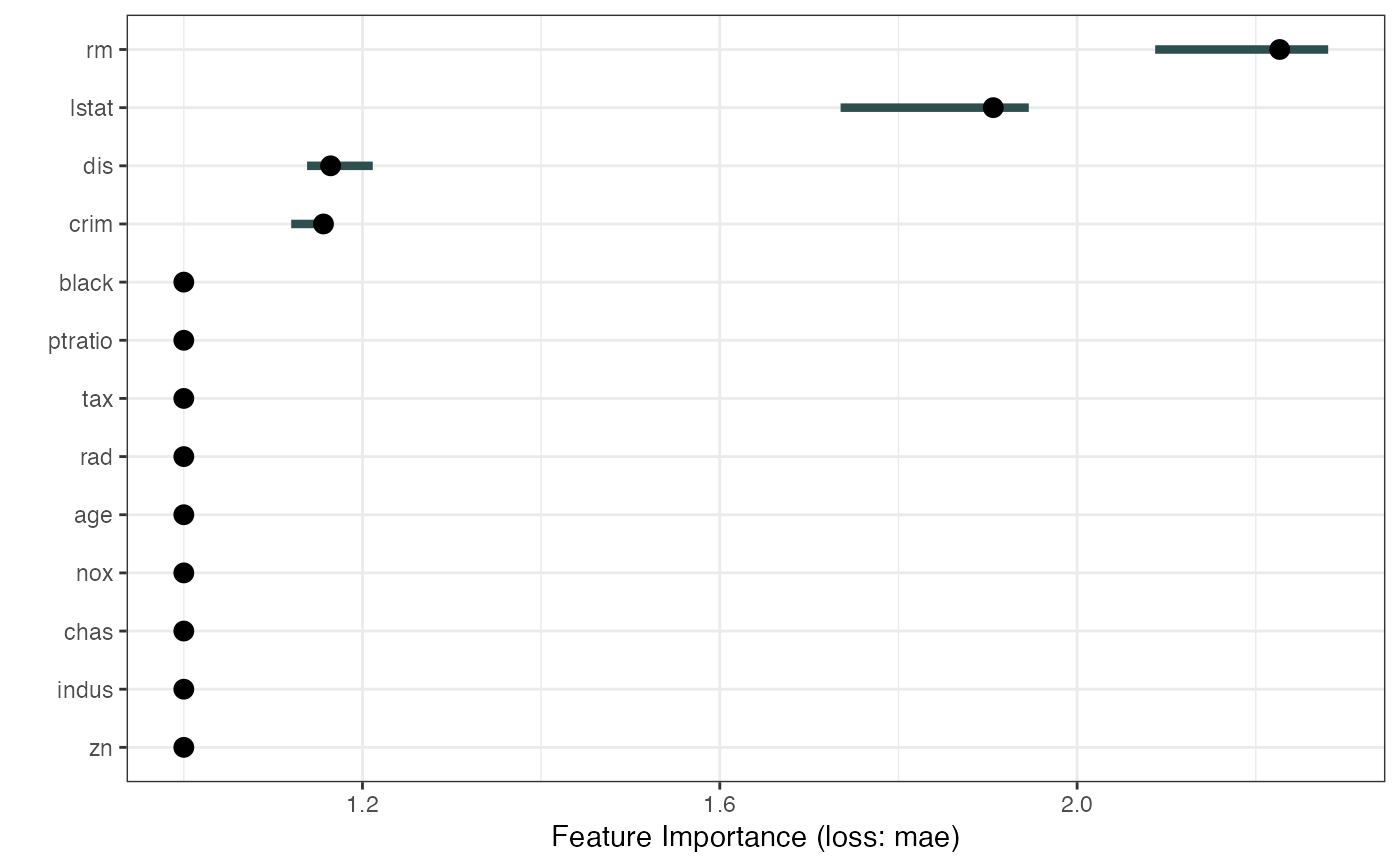 rm
lstat
dis
crim
black
ptratio
tax
rad
age
nox
chas
indus
zn
1.2
1.6
2.0
Feature Importance (loss: mae)